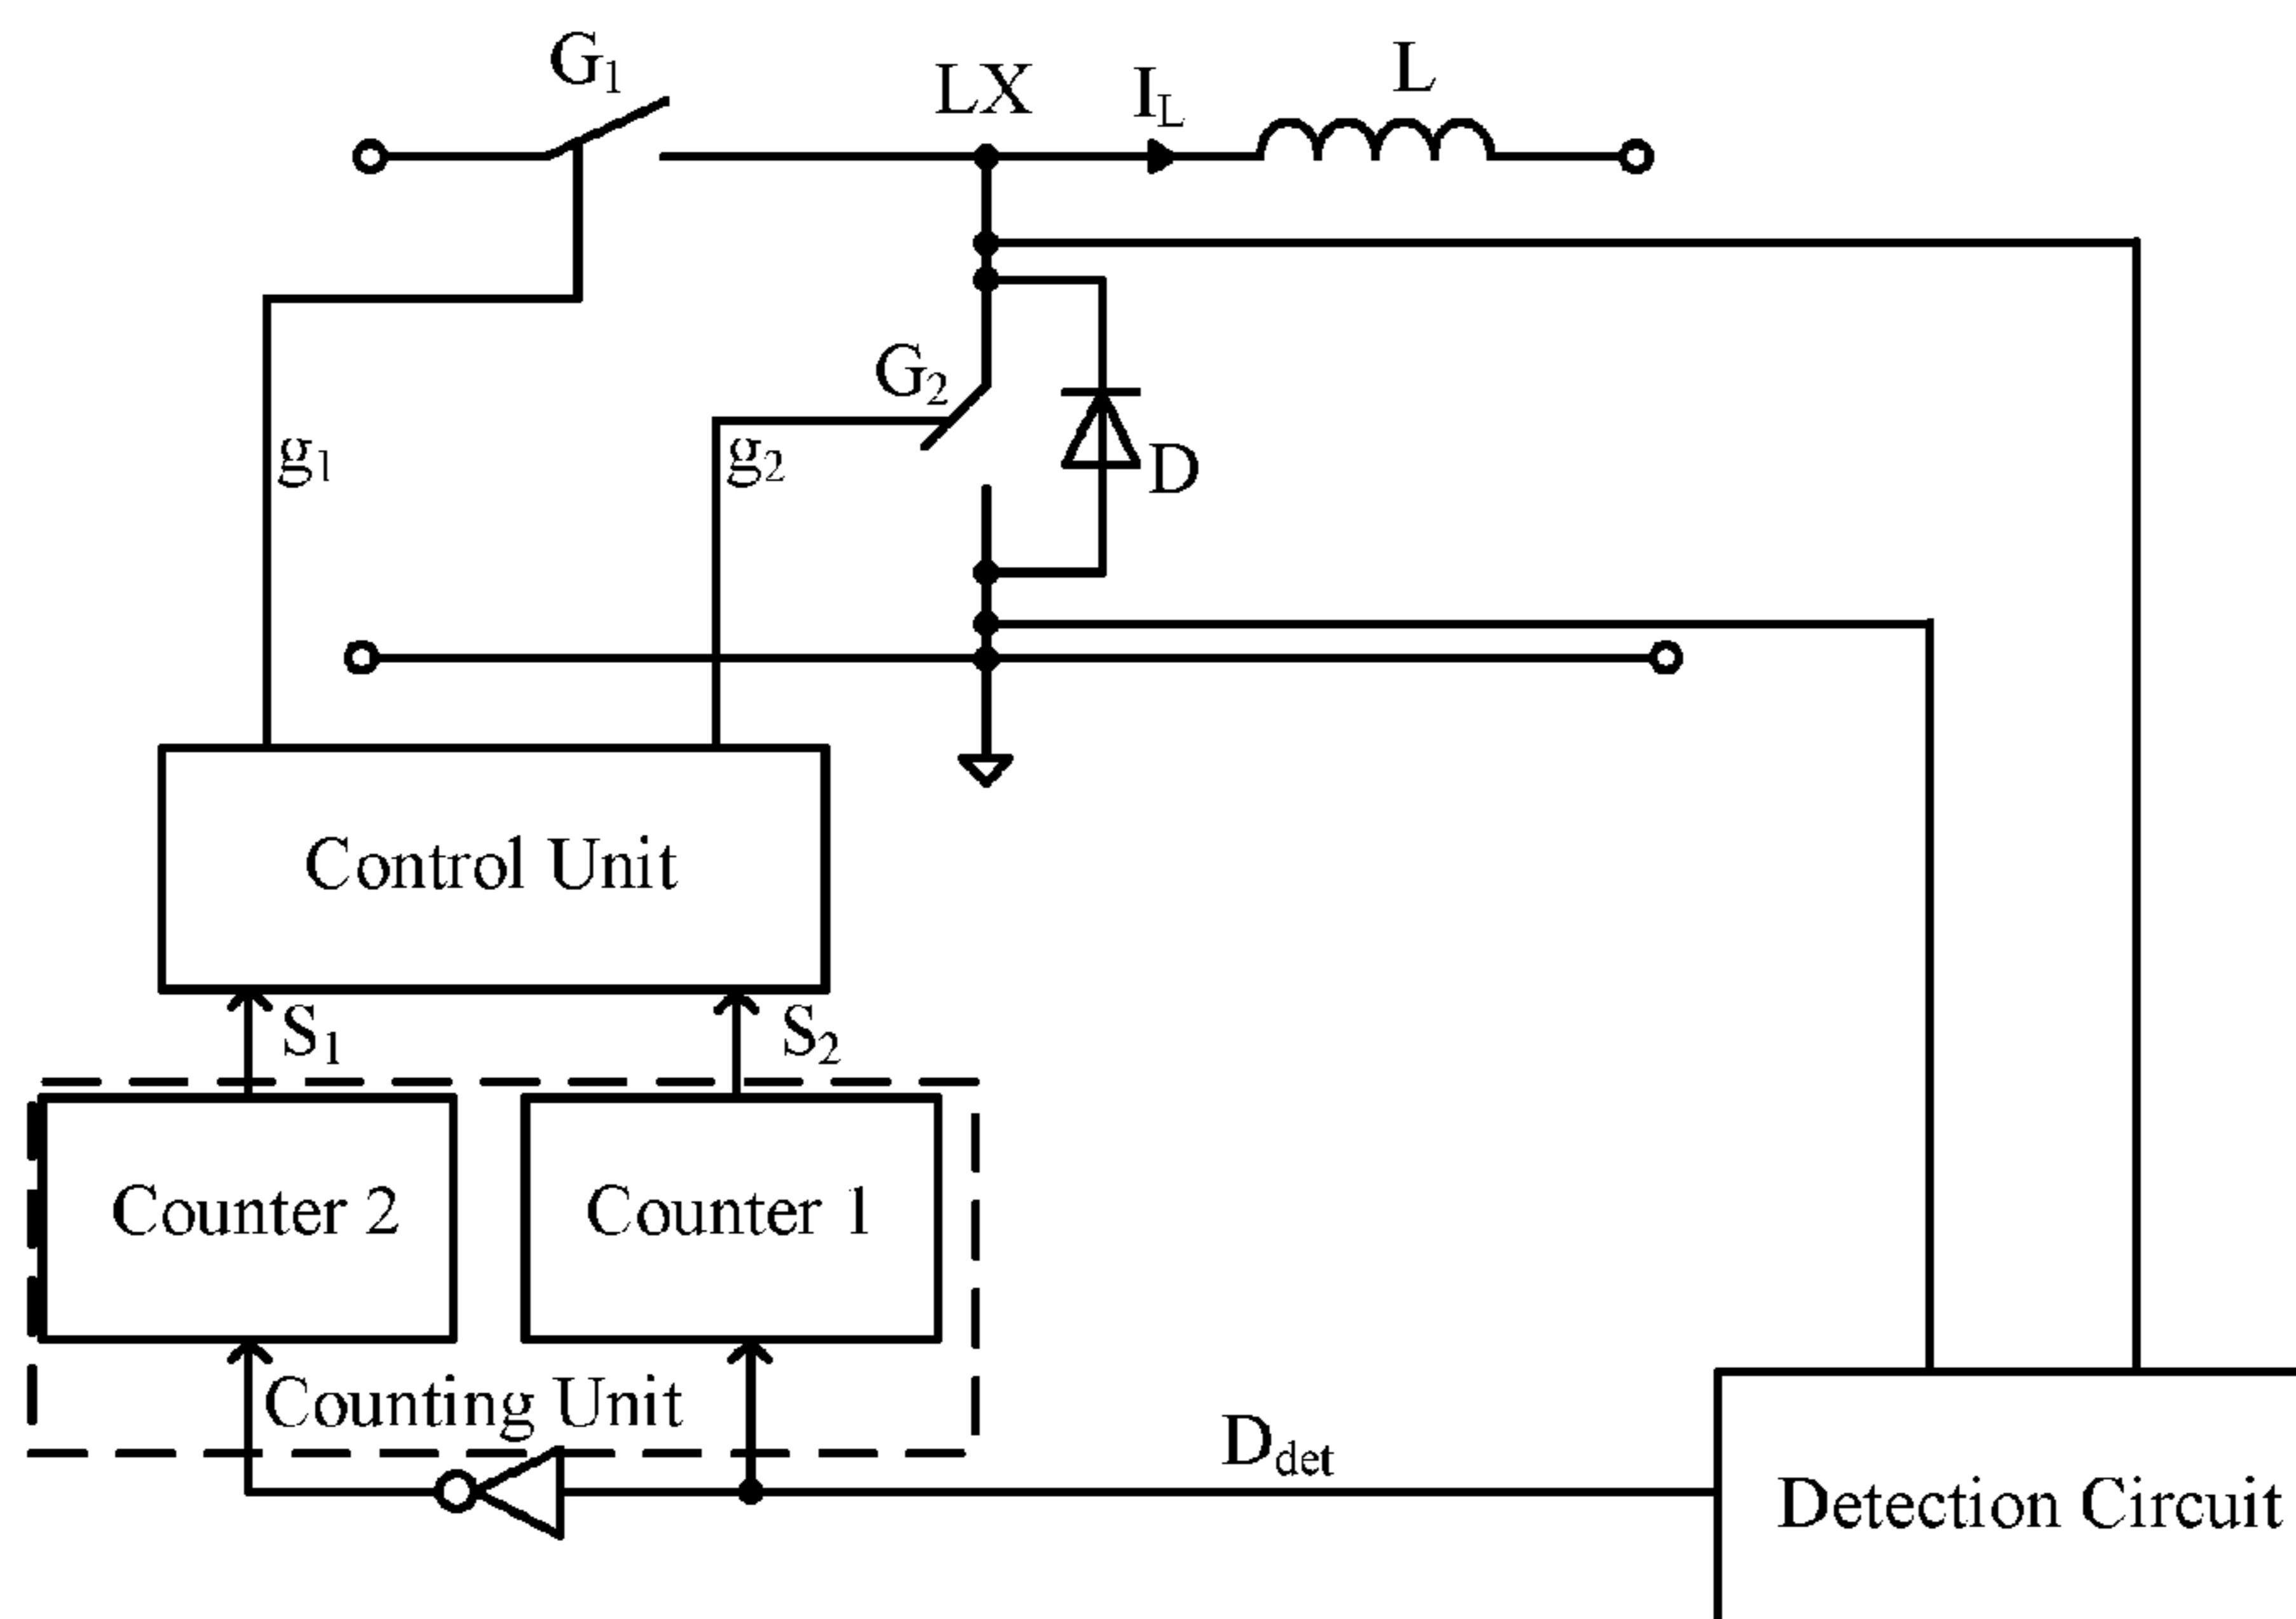 G1
LX
IL
L
G2
g1
g2
D
Control Unit
S1
S2
Counter 2
Counter 1
Counting Unit
Ddet
Detection Circuit